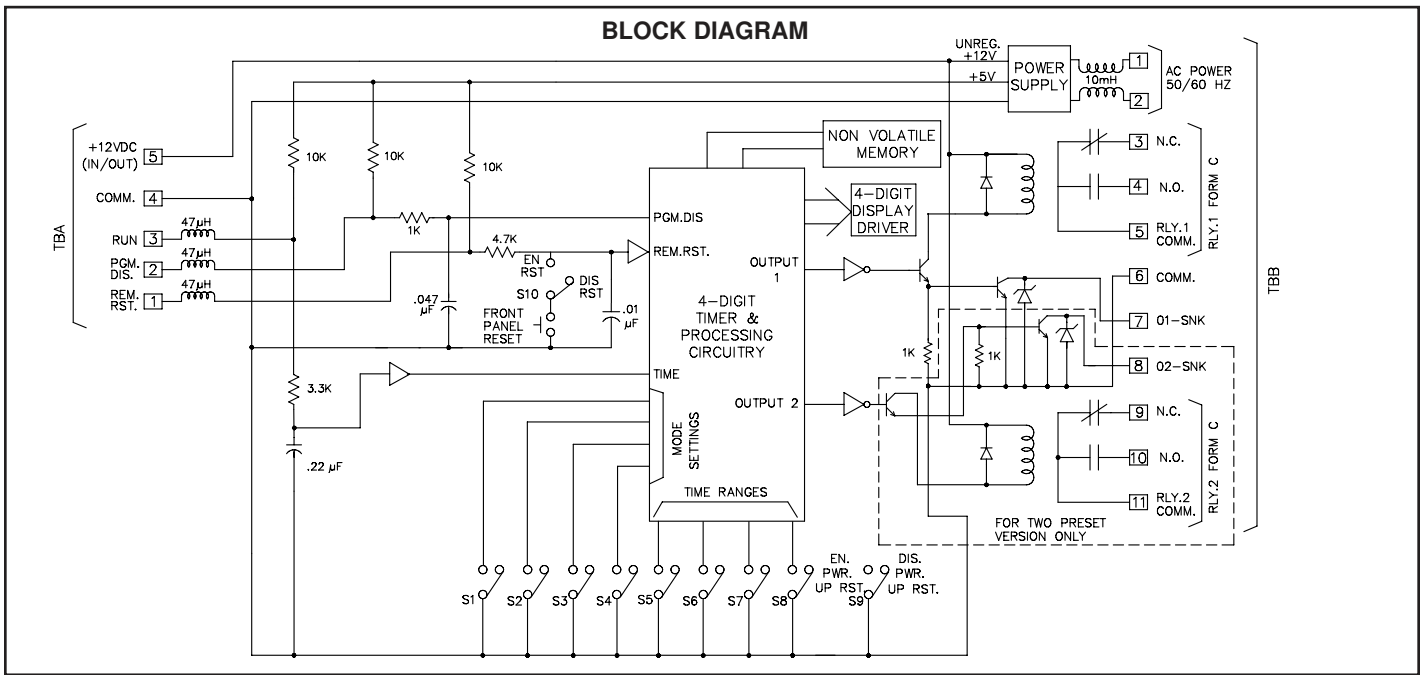 BLOCK DIAGRAM
UNREG.
+12V
+5V
POWER
SUPPLY
10mH
1
2
AC POWER
50/60 HZ
TBA
+12VDC
(IN/OUT)
5
COMM.
4
RUN
3
47µH
PGM.
DIS.
2
47µH
REM.
RST.
1
47µH
10K
10K
10K
1K
4.7K
EN
RST
DIS
RST
S10
FRONT
PANEL
RESET
.047
µF
.01
µF
3.3K
.22 µF
NON VOLATILE
MEMORY
4-DIGIT
DISPLAY
DRIVER
PGM.DIS
REM.RST.
OUTPUT
1
4-DIGIT
TIMER &
PROCESSING
CIRCUITRY
TIME
OUTPUT 2
MODE
SETTINGS
TIME RANGES
3
N.C.
4
N.O.
5
RLY.1
COMM.
RLY.1 FORM C
6
COMM.
7
O1-SNK
1K
1K
8
O2-SNK
9
N.C.
10
N.O.
11
RLY.2
COMM.
RLY.2 FORM C
TBB
FOR TWO PRESET
VERSION ONLY
S1
S2
S3
S4
S5
S6
S7
S8
EN.
PWR.
UP RST.
S9
DIS.
PWR.
UP RST.